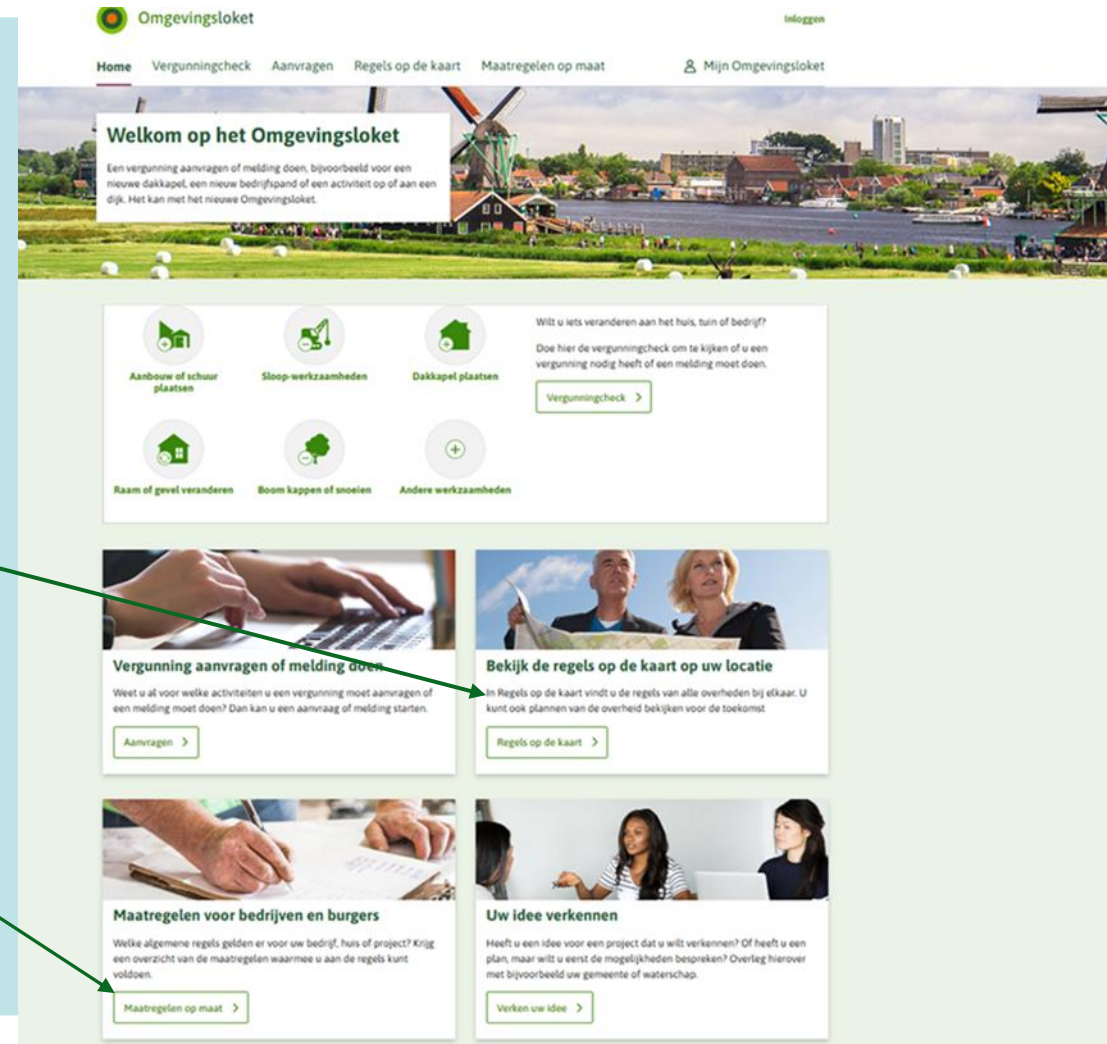 Omgevingsloket
Inloggen
Home Vergunningcheck Aanvragen Regels op de kaart Maatregelen op maat Mijn Omgevingsloket
Welkom op het Omgevingsloket
Een vergunning aanvragen of melding doen, bijvoorbeeld voor een
nieuwe dakkapel, een nieuw bedrijfspand of een activiteit op of aan een
dijk. Het kan met het nieuwe Omgevingsloket.
Aanbouw of schuur
plaatsen
Sloop-werkzaamheden
Dakkapel plaatsen
Raam of gevel veranderen
Boom kappen of snoeien
Andere werkzaamheden
Wilt u iets veranderen aan het huis, tuin of bedrijf?
Doe hier de vergunningcheck om te kijken of u een
vergunning nodig heeft of een melding moet doen.
Vergunningcheck
Vergunning aanvragen of melding doen
Weet u al voor welke activiteiten u een vergunning moet aanvragen of
een melding moet doen? Dan kan u een aanvraag of melding starten.
Aanvragen
Bekijk de regels op de kaart op uw locatie
In Regels op de kaart vindt u de regels van alle overheden bij elkaar. U
kunt ook plannen van de overheid bekijken voor de toekomst
Regels op de kaart
Maatregelen voor bedrijven en burgers
Welke algemene regels gelden er voor uw bedrijf, huis of project? Krijg
een overzicht van de maatregelen waarmee u aan de regels kunt
voldoen.
Maatregelen op maat
Uw idee verkennen
Heeft u een idee voor een project dat u wilt verkennen? Of heeft u een
plan, maar wilt u eerst de mogelijkheden bespreken? Overleg hierover
met bijvoorbeeld uw gemeente of waterschap.
Verken uw idee